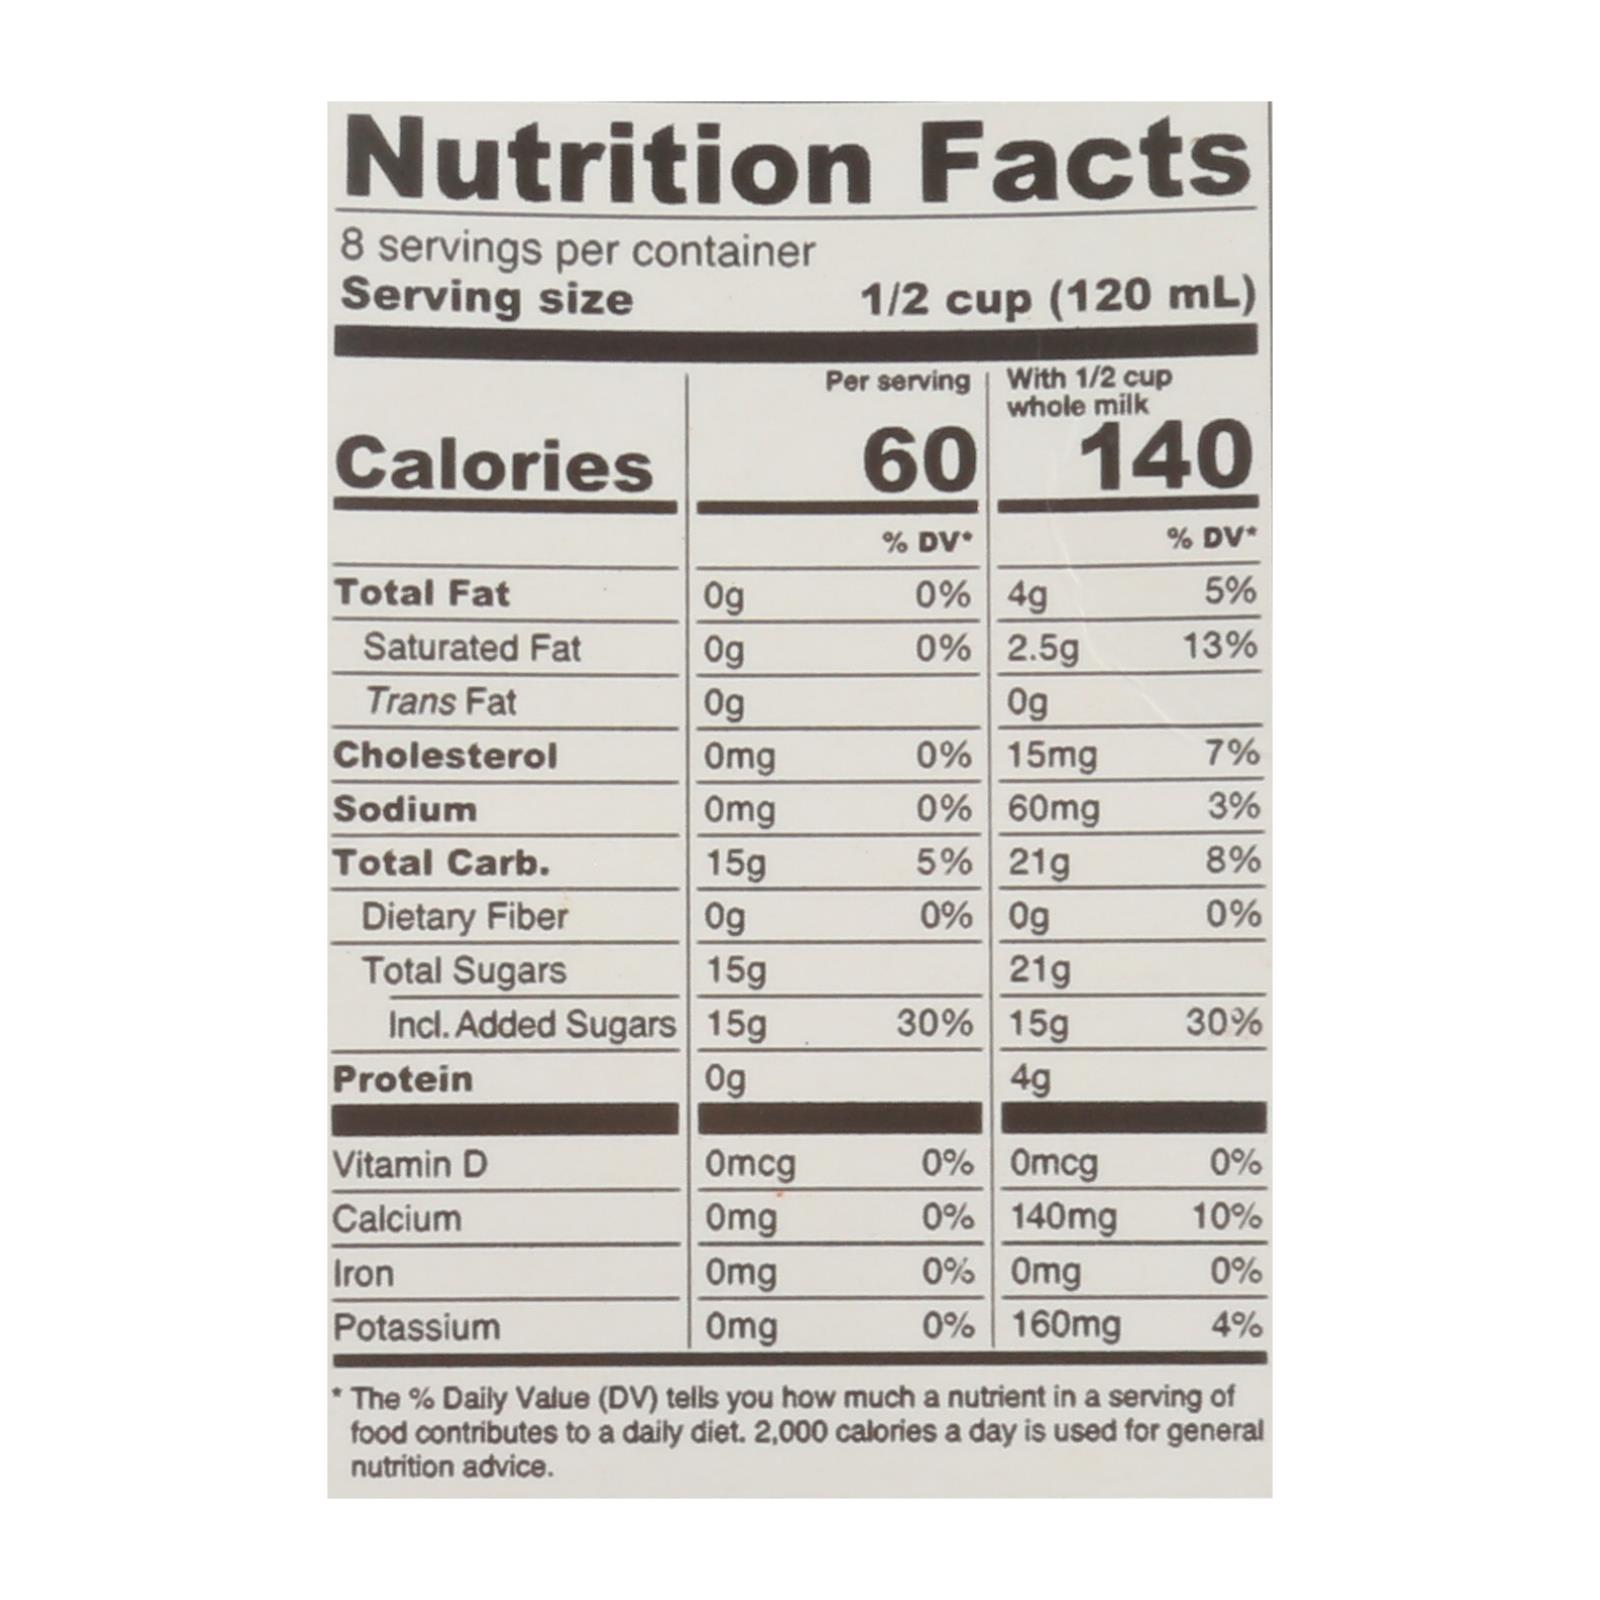 Nutrition Facts
8 servings per container
Serving size 1/2 cup (120 mL)
Per serving With 1/2 cup
whole milk
Calories 60 140
% DV* % DV*
Total Fat 0g 0% 4g 5%
Saturated Fat 0g 0% 2.5g 13%
Trans Fat 0g 0g
Cholesterol 0mg 0% 15mg 7%
Sodium 0mg 0% 60mg 3%
Total Carb. 15g 5% 21g 8%
Dietary Fiber 0g 0% 0g 0%
Total Sugars 15g 21g
Incl. Added Sugars 15g 30% 15g 30%
Protein 0g 4g
Vitamin D 0mcg 0% 0mcg 0%
Calcium 0mg 0% 140mg 10%
Iron 0mg 0% 0mg 0%
Potassium 0mg 0% 160mg 4%
* The % Daily Value (DV) tells you how much a nutrient in a serving of
food contributes to a daily diet. 2,000 calories a day is used for general
nutrition advice.